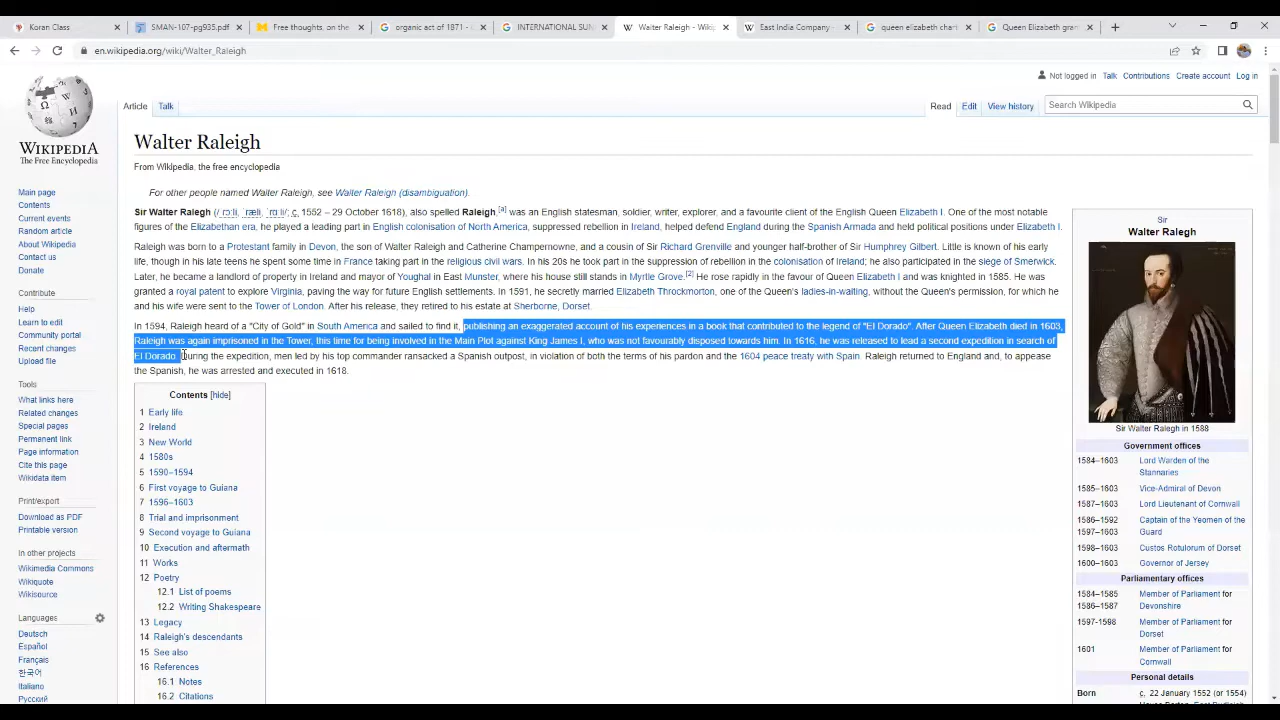 Koran Class
SMAN-107-pg935.pdf
Free thoughts, on the
organic act of 1871 -
INTERNATIONAL SUN
Walter Raleigh - Wiki
East India Company -
queen elizabeth chart
Queen Elizabeth gran
en.wikipedia.org/wiki/Walter_Raleigh
Not logged in Talk Contributions Create account Log in
Article Talk
Read Edit View history
Search Wikipedia
WIKIPEDIA
The Free Encyclopedia
Main page
Contents
Current events
Random article
About Wikipedia
Contact us
Donate
Contribute
Help
Learn to edit
Community portal
Recent changes
Upload file
Tools
What links here
Related changes
Special pages
Permanent link
Page information
Cite this page
Wikidata item
Print/export
Download as PDF
Printable version
In other projects
Wikimedia Commons
Wikiquote
Wikisource
Languages
Deutsch
Español
Français
한국어
Italiano
Русский
Walter Raleigh
From Wikipedia, the free encyclopedia
For other people named Walter Raleigh, see Walter Raleigh (disambiguation).
Sir Walter Ralegh (/ˈrɔːli, ˈræli, ˈrɑːli/; c. 1552 – 29 October 1618), also spelled Raleigh,[a] was an English statesman, soldier, writer, explorer, and a favourite client of the English Queen Elizabeth I. One of the most notable
figures of the Elizabethan era, he played a leading part in English colonisation of North America, suppressed rebellion in Ireland, helped defend England during the Spanish Armada and held political positions under Elizabeth I.
Raleigh was born to a Protestant family in Devon, the son of Walter Raleigh and Catherine Champernowne, and a cousin of Sir Richard Grenville and younger half-brother of Sir Humphrey Gilbert. Little is known of his early
life, though in his late teens he spent some time in France taking part in the religious civil wars. In his 20s he took part in the suppression of rebellion in the colonisation of Ireland; he also participated in the siege of Smerwick.
Later, he became a landlord of property in Ireland and mayor of Youghal in East Munster, where his house still stands in Myrtle Grove.[2] He rose rapidly in the favour of Queen Elizabeth I and was knighted in 1585. He was
granted a royal patent to explore Virginia, paving the way for future English settlements. In 1591, he secretly married Elizabeth Throckmorton, one of the Queen's ladies-in-waiting, without the Queen's permission, for which he
and his wife were sent to the Tower of London. After his release, they retired to his estate at Sherborne, Dorset.
In 1594, Raleigh heard of a "City of Gold" in South America and sailed to find it, publishing an exaggerated account of his experiences in a book that contributed to the legend of "El Dorado". After Queen Elizabeth died in 1603,
Raleigh was again imprisoned in the Tower, this time for being involved in the Main Plot against King James I, who was not favourably disposed towards him. In 1616, he was released to lead a second expedition in search of
El Dorado. During the expedition, men led by his top commander ransacked a Spanish outpost, in violation of both the terms of his pardon and the 1604 peace treaty with Spain. Raleigh returned to England and, to appease
the Spanish, he was arrested and executed in 1618.
Contents [hide]
1 Early life
2 Ireland
3 New World
4 1580s
5 1590–1594
6 First voyage to Guiana
7 1596–1603
8 Trial and imprisonment
9 Second voyage to Guiana
10 Execution and aftermath
11 Works
12 Poetry
12.1 List of poems
12.2 Writing Shakespeare
13 Legacy
14 Raleigh's descendants
15 See also
16 References
16.1 Notes
16.2 Citations
Sir
Walter Ralegh
Sir Walter Ralegh in 1588
Government offices
1584–1603 Lord Warden of the
Stannaries
1585–1603 Vice-Admiral of Devon
1587–1603 Lord Lieutenant of Cornwall
1586–1592 Captain of the Yeomen of the
1597–1603 Guard
1598–1603 Custos Rotulorum of Dorset
1600–1603 Governor of Jersey
Parliamentary offices
1584–1585 Member of Parliament for
1586–1587 Devonshire
1597-1598 Member of Parliament for
Dorset
1601 Member of Parliament for
Cornwall
Personal details
Born c. 22 January 1552 (or 1554)